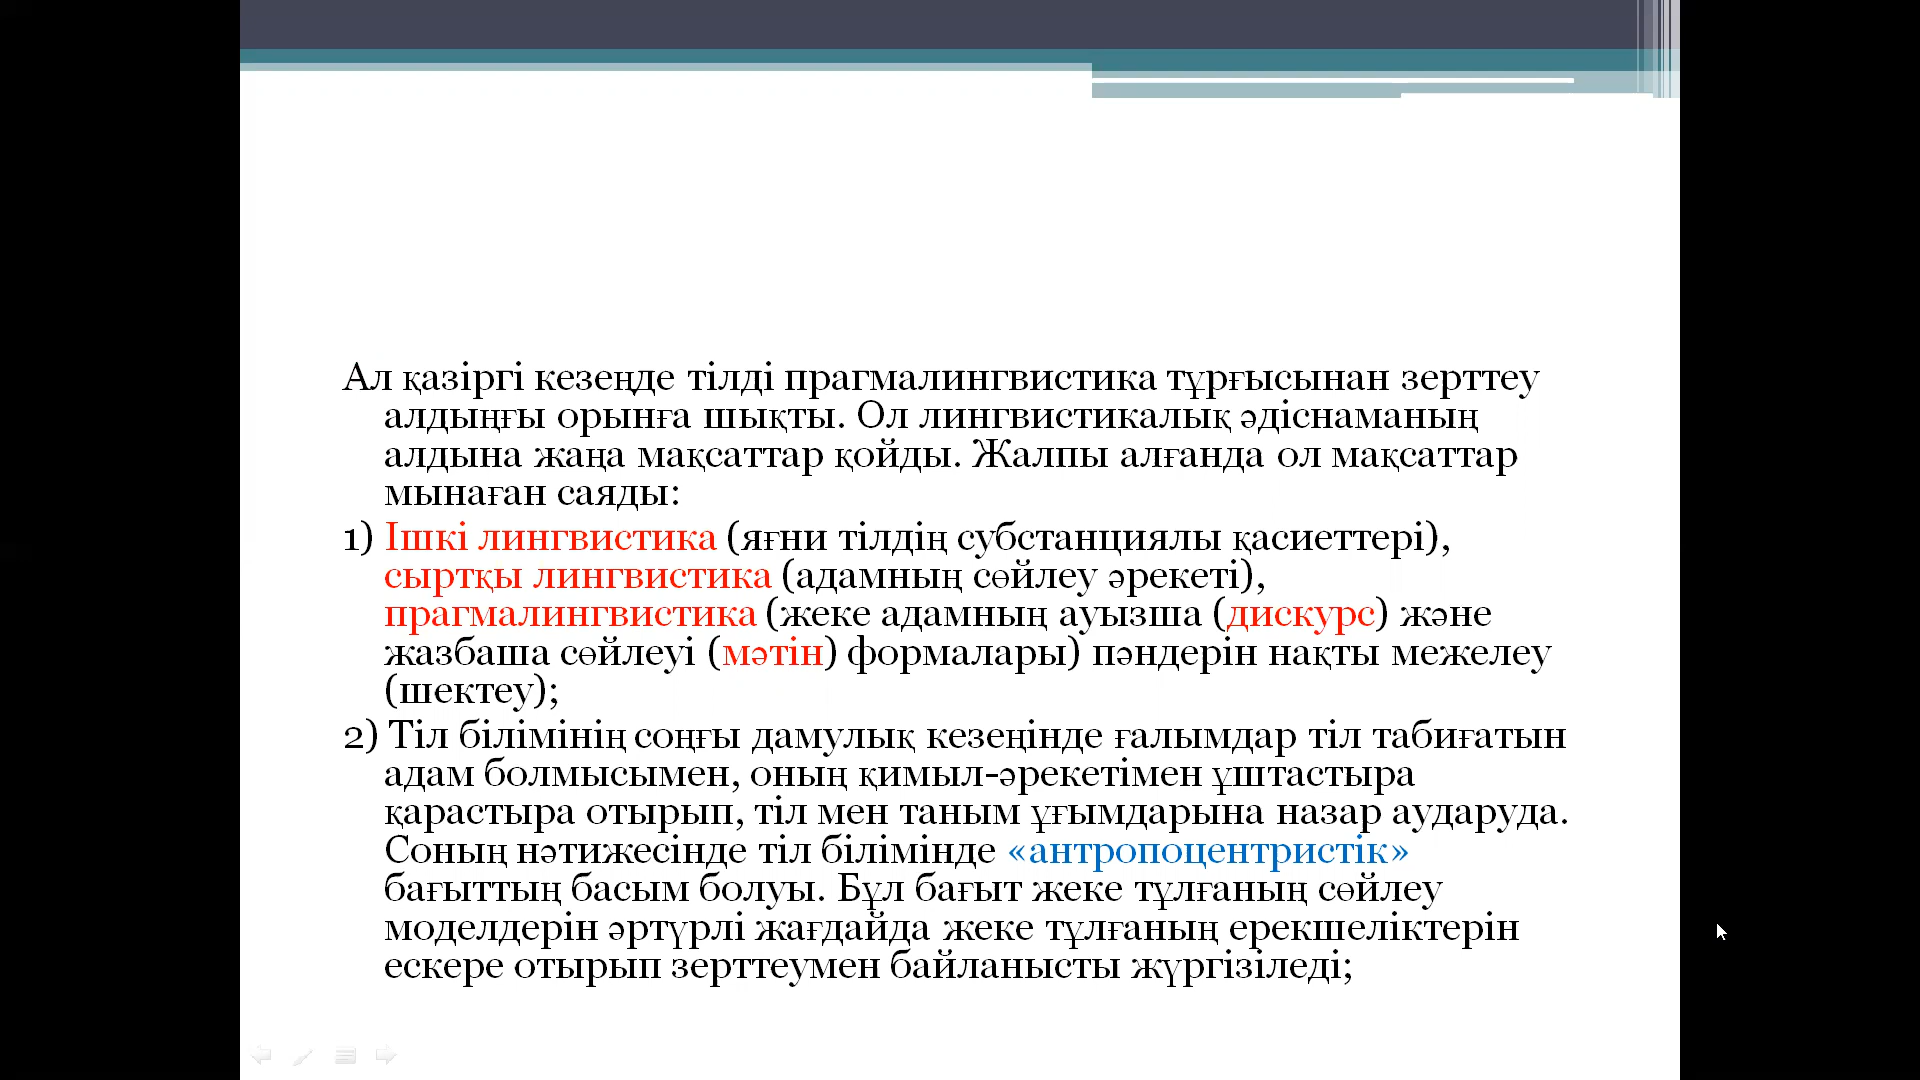 Ал қазіргі кезеңде тілді прагмалингвистика тұрғысынан зерттеу
алдыңғы орынға шықты. Ол лингвистикалық әдіснаманың
алдына жаңа мақсаттар қойды. Жалпы алғанда ол мақсаттар
мынаған саяды:
1) Ішкі лингвистика (яғни тілдің субстанциялы қасиеттері),
сыртқы лингвистика (адамның сөйлеу әрекеті),
прагмалингвистика (жеке адамның ауызша (дискурс) және
жазбаша сөйлеуі (мәтін) формалары) пәндерін нақты межелеу
(шектеу);
2) Тіл білімінің соңғы дамулық кезеңінде ғалымдар тіл табиғатын
адам болмысымен, оның қимыл-әрекетімен ұштастыра
қарастыра отырып, тіл мен таным ұғымдарына назар аударуда.
Соның нәтижесінде тіл білімінде «антропоцентристік»
бағыттың басым болуы. Бұл бағыт жеке тұлғаның сөйлеу
моделдерін әртүрлі жағдайда жеке тұлғаның ерекшеліктерін
ескере отырып зерттеумен байланысты жүргізіледі;